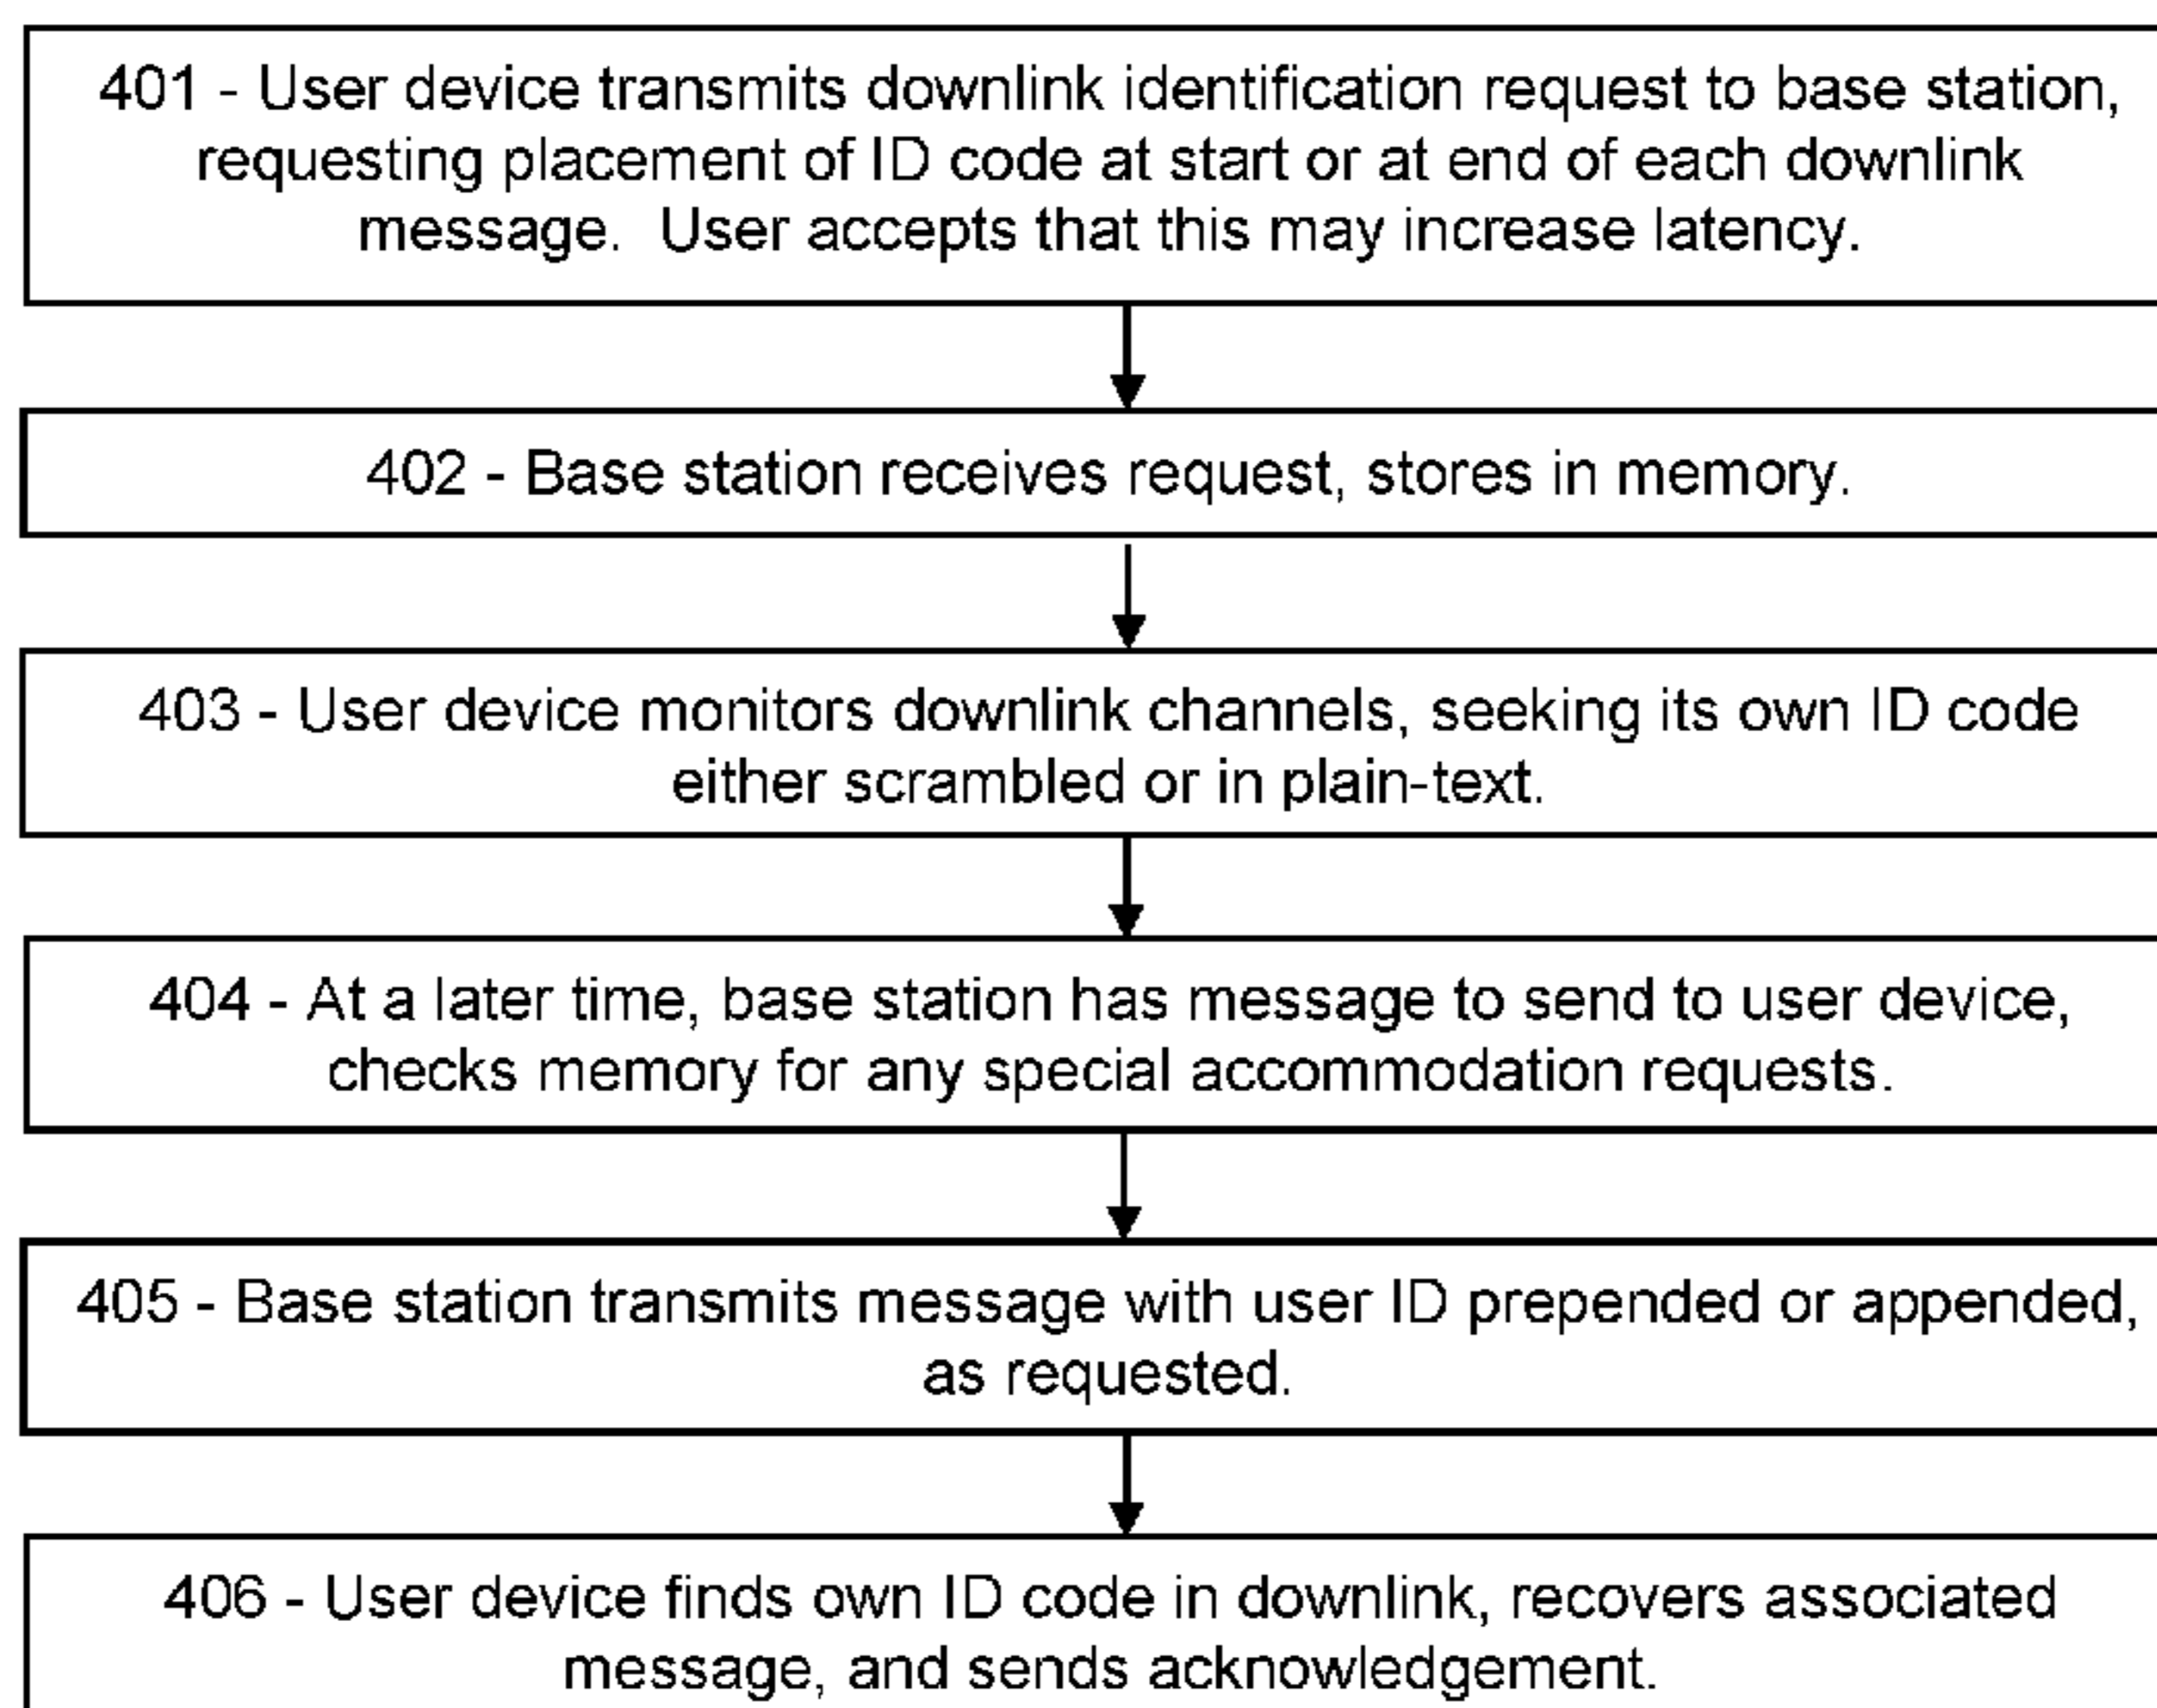 401 - User device transmits downlink identification request to base station,
requesting placement of ID code at start or at end of each downlink
message.  User accepts that this may increase latency.
402 - Base station receives request, stores in memory.
403 - User device monitors downlink channels, seeking its own ID code
either scrambled or in plain-text.
404 - At a later time, base station has message to send to user device,
checks memory for any special accommodation requests.
405 - Base station transmits message with user ID prepended or appended,
as requested.
406 - User device finds own ID code in downlink, recovers associated
message, and sends acknowledgement.